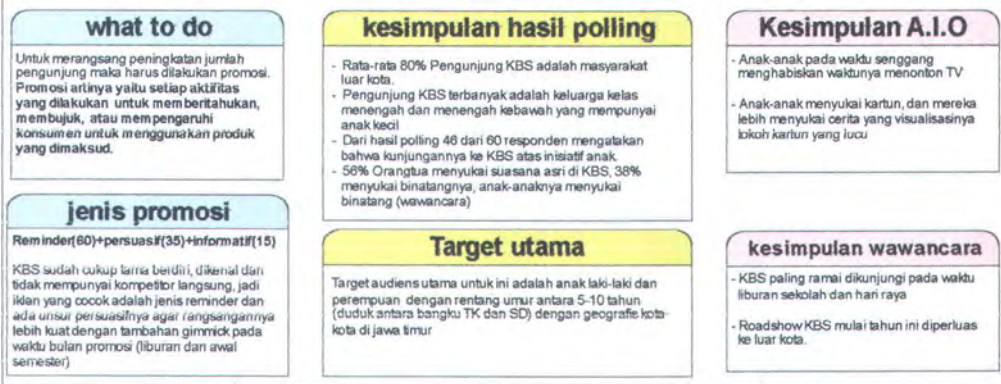 what to do
Untuk merangsang peningkatan jumlah
pengunjung maka harus dilakukan promosi.
Promosi artinya yaitu setiap aktifitas
yang dilakukan untuk memberitahukan,
membujuk, atau mempengaruhi
konsumen untuk menggunakan produk
yang dimaksud.
jenis promosi
Reminder(60)+persuasif(35)+informatif(15)
KBS sudah cukup lama berdiri, dikenal dan
tidak mempunyai kompetitor langsung, jadi
iklan yang cocok adalah jenis reminder dan
ada unsur persuasifnya agar rangsangannya
lebih kuat dengan tambahan gimmick pada
waktu bulan promosi (liburan dan awal
semester)
kesimpulan hasil polling
- Rata-rata 80% Pengunjung KBS adalah masyarakat
luar kota.
- Pengunjung KBS terbanyak adalah keluarga kelas
menengah dan menengah kebawah yang mempunyai
anak kecil
- Dari hasil polling 46 dari 60 responden mengatakan
bahwa kunjungannya ke KBS atas inisiatif anak.
- 56% Orangtua menyukai suasana asri di KBS, 38%
menyukai binatangnya, anak-anaknya menyukai
binatang (wawancara)
Target utama
Target audiens utama untuk ini adalah anak laki-laki dan
perempuan dengan rentang umur antara 5-10 tahun
(duduk antara bangku TK dan SD) dengan geografis kota-
kota di jawa timur
Kesimpulan A.I.O
- Anak-anak pada waktu senggang
menghabiskan waktunya menonton TV
- Anak-anak menyukai kartun, dan mereka
lebih menyukai cerita yang visualisasinya
tokoh kartun yang lucu
kesimpulan wawancara
- KBS paling ramai dikunjungi pada waktu
liburan sekolah dan hari raya
- Roadshow KBS mulai tahun ini diperluas
ke luar kota.